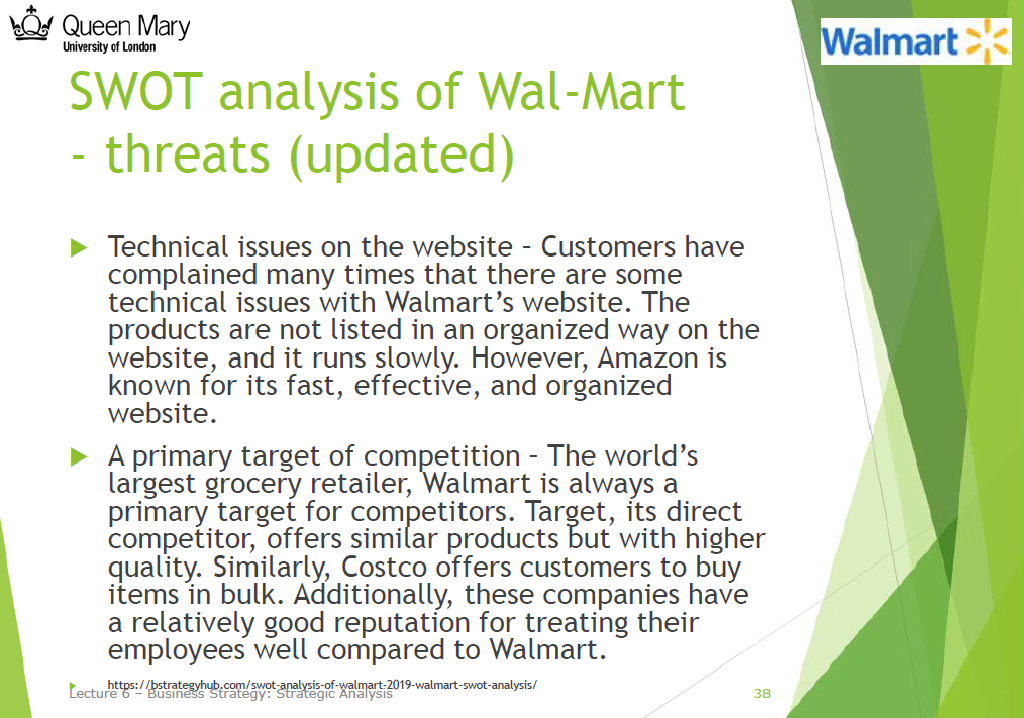 Queen Mary
University of London
Walmart
SWOT analysis of Wal-Mart
- threats (updated)
Technical issues on the website – Customers have
complained many times that there are some
technical issues with Walmart’s website. The
products are not listed in an organized way on the
website, and it runs slowly. However, Amazon is
known for its fast, effective, and organized
website.
A primary target of competition – The world’s
largest grocery retailer, Walmart is always a
primary target for competitors. Target, its direct
competitor, offers similar products but with higher
quality. Similarly, Costco offers customers to buy
items in bulk. Additionally, these companies have
a relatively good reputation for treating their
employees well compared to Walmart.
https://bstrategyhub.com/swot-analysis-of-walmart-2019-walmart-swot-analysis/
Lecture 6 – Business Strategy: Strategic Analysis
38